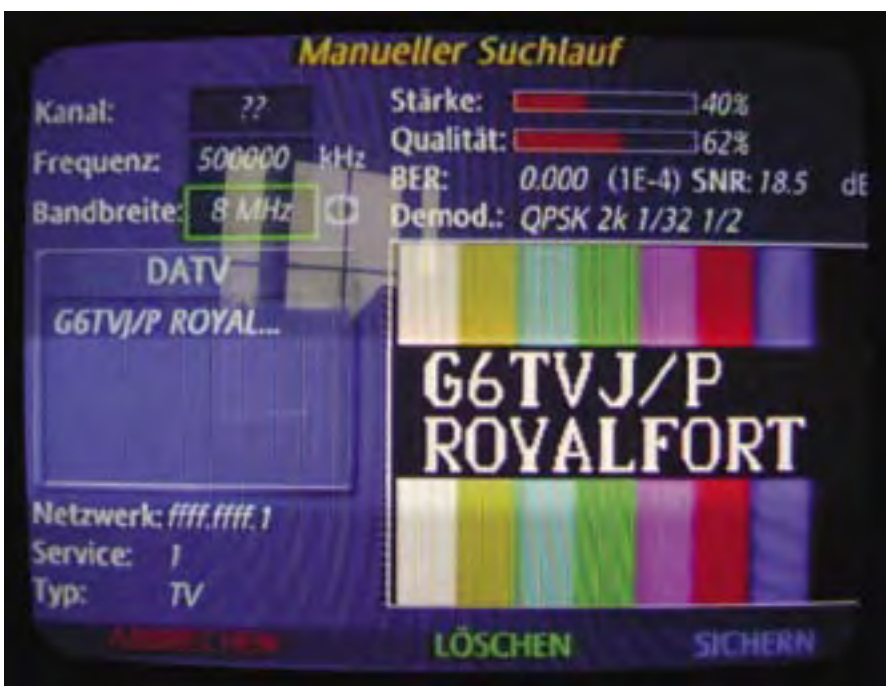 Manueller Suchlauf
Kanal: ??
Frequenz: 500000 kHz
Bandbreite: 8 MHz
Stärke: 40%
Qualität: 62%
BER: 0.000 (1E-4) SNR: 18.5 dE
Demod.: QPSK 2k 1/32 1/2
DATV
G6TVJ/P ROYAL...
G6TVJ/P
ROYALFORT
Netzwerk: ffff.ffff.1
Service: 1
Typ: TV
ABBRECHEN LÖSCHEN SICHERN